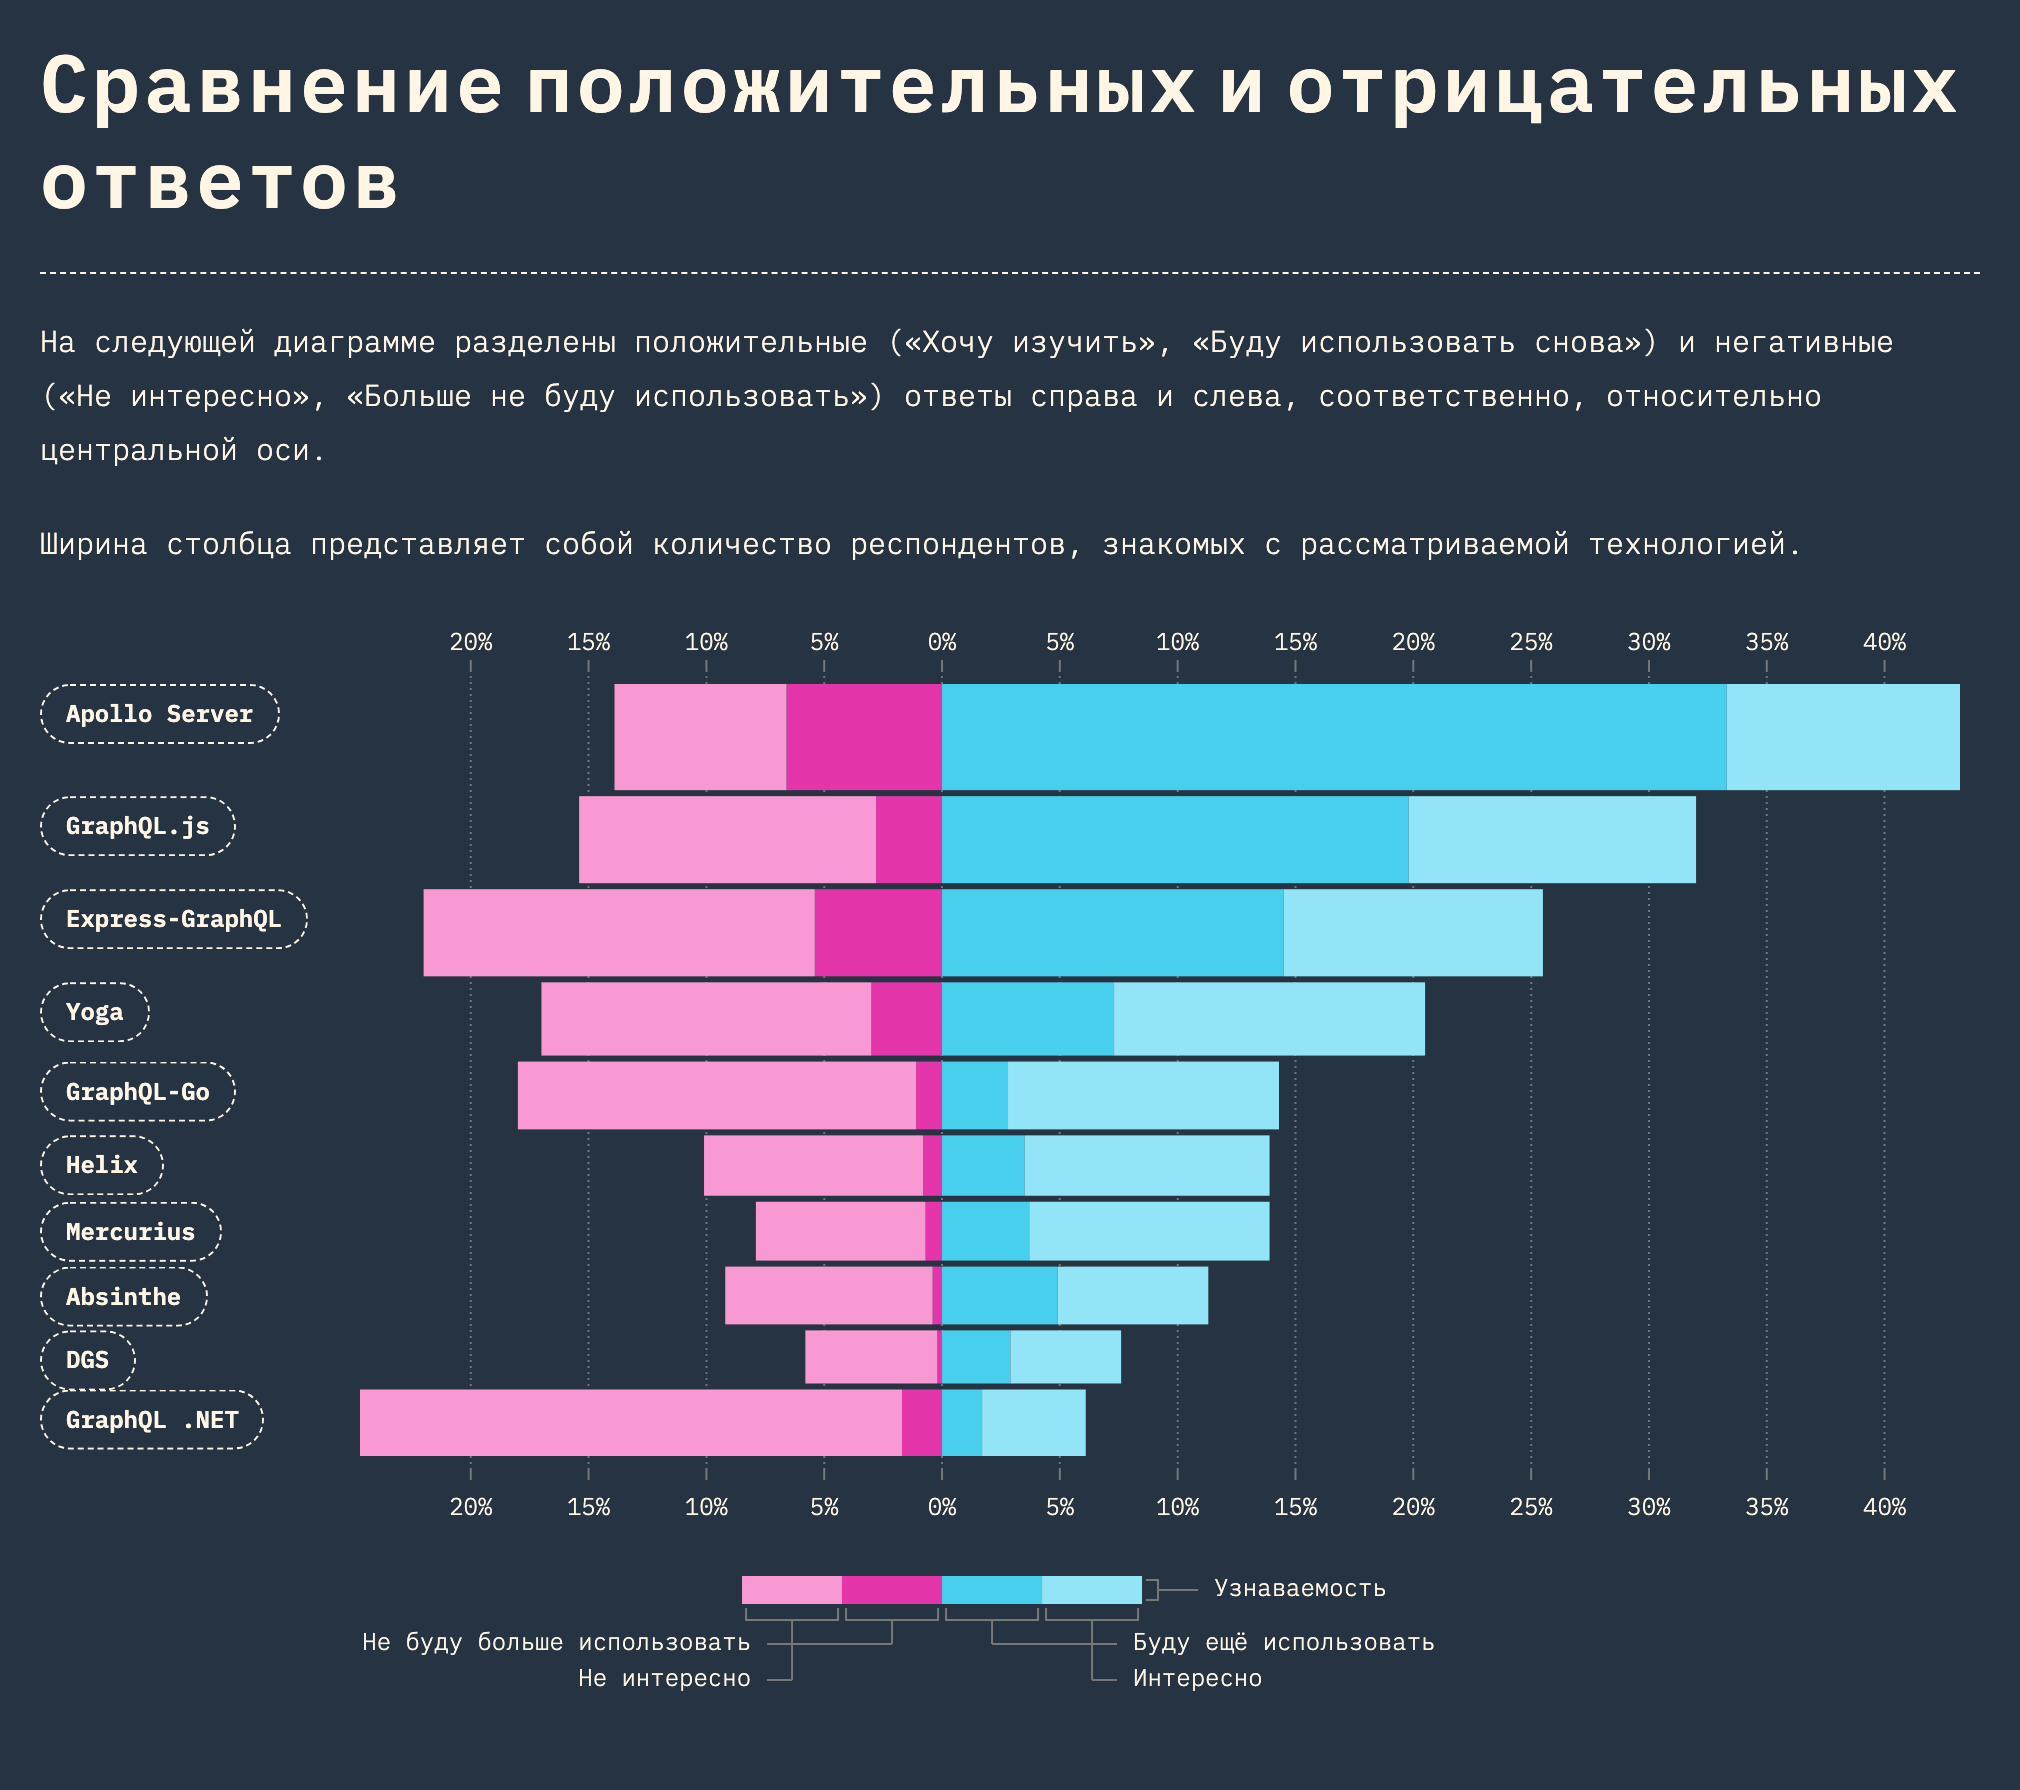 Сравнение положительных и отрицательных
ответов
На следующей диаграмме разделены положительные («Хочу изучить», «Буду использовать снова») и негативные
(«Не интересно», «Больше не буду использовать») ответы справа и слева, соответственно, относительно
центральной оси.
Ширина столбца представляет собой количество респондентов, знакомых с рассматриваемой технологией.
20% 15% 10% 5% 0% 5% 10% 15% 20% 25% 30% 35% 40%
Apollo Server
GraphQL.js
Express-GraphQL
Yoga
GraphQL-Go
Helix
Mercurius
Absinthe
DGS
GraphQL .NET
20% 15% 10% 5% 0% 5% 10% 15% 20% 25% 30% 35% 40%
Узнаваемость
Не буду больше использовать Буду ещё использовать
Не интересно Интересно